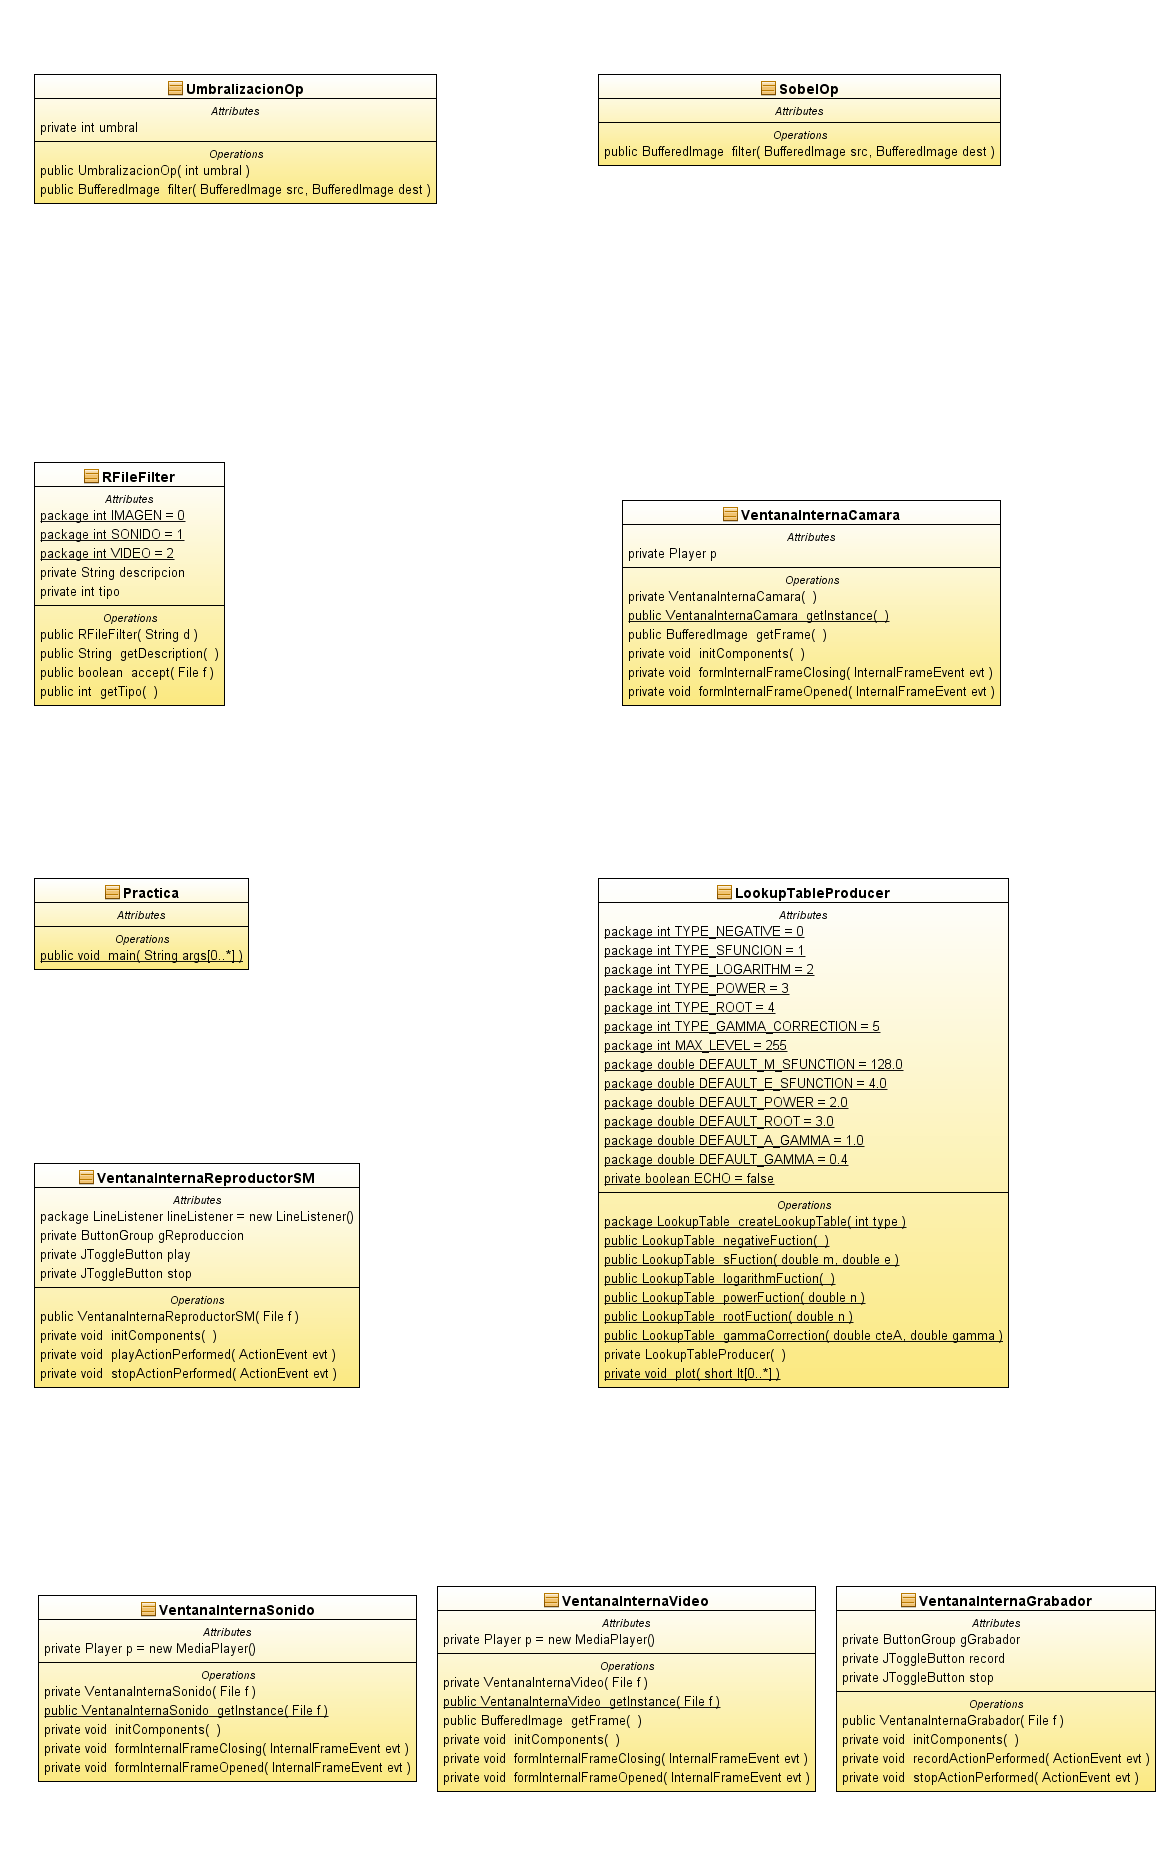 UmbralizacionOp
Attributes
private int umbral
Operations
public UmbralizacionOp( int umbral )
public BufferedImage  filter( BufferedImage src, BufferedImage dest )
SobelOp
Attributes
Operations
public BufferedImage  filter( BufferedImage src, BufferedImage dest )
RFileFilter
Attributes
package int IMAGEN = 0
package int SONIDO = 1
package int VIDEO = 2
private String descripcion
private int tipo
Operations
public RFileFilter( String d )
public String  getDescription(  )
public boolean  accept( File f )
public int  getTipo(  )
VentanaInternaCamara
Attributes
private Player p
Operations
private VentanaInternaCamara(  )
public VentanaInternaCamara  getInstance(  )
public BufferedImage  getFrame(  )
private void  initComponents(  )
private void  formInternalFrameClosing( InternalFrameEvent evt )
private void  formInternalFrameOpened( InternalFrameEvent evt )
Practica
Attributes
Operations
public void  main( String args[0..*] )
LookupTableProducer
Attributes
package int TYPE_NEGATIVE = 0
package int TYPE_SFUNCION = 1
package int TYPE_LOGARITHM = 2
package int TYPE_POWER = 3
package int TYPE_ROOT = 4
package int TYPE_GAMMA_CORRECTION = 5
package int MAX_LEVEL = 255
package double DEFAULT_M_SFUNCTION = 128.0
package double DEFAULT_E_SFUNCTION = 4.0
package double DEFAULT_POWER = 2.0
package double DEFAULT_ROOT = 3.0
package double DEFAULT_A_GAMMA = 1.0
package double DEFAULT_GAMMA = 0.4
private boolean ECHO = false
Operations
package LookupTable  createLookupTable( int type )
public LookupTable  negativeFuction(  )
public LookupTable  sFuction( double m, double e )
public LookupTable  logarithmFuction(  )
public LookupTable  powerFuction( double n )
public LookupTable  rootFuction( double n )
public LookupTable  gammaCorrection( double cteA, double gamma )
private LookupTableProducer(  )
private void  plot( short lt[0..*] )
VentanaInternaReproductorSM
Attributes
package LineListener lineListener = new LineListener()
private ButtonGroup gReproduccion
private JToggleButton play
private JToggleButton stop
Operations
public VentanaInternaReproductorSM( File f )
private void  initComponents(  )
private void  playActionPerformed( ActionEvent evt )
private void  stopActionPerformed( ActionEvent evt )
VentanaInternaSonido
Attributes
private Player p = new MediaPlayer()
Operations
private VentanaInternaSonido( File f )
public VentanaInternaSonido  getInstance( File f )
private void  initComponents(  )
private void  formInternalFrameClosing( InternalFrameEvent evt )
private void  formInternalFrameOpened( InternalFrameEvent evt )
VentanaInternaVideo
Attributes
private Player p = new MediaPlayer()
Operations
private VentanaInternaVideo( File f )
public VentanaInternaVideo  getInstance( File f )
public BufferedImage  getFrame(  )
private void  initComponents(  )
private void  formInternalFrameClosing( InternalFrameEvent evt )
private void  formInternalFrameOpened( InternalFrameEvent evt )
VentanaInternaGrabador
Attributes
private ButtonGroup gGrabador
private JToggleButton record
private JToggleButton stop
Operations
public VentanaInternaGrabador( File f )
private void  initComponents(  )
private void  recordActionPerformed( ActionEvent evt )
private void  stopActionPerformed( ActionEvent evt )